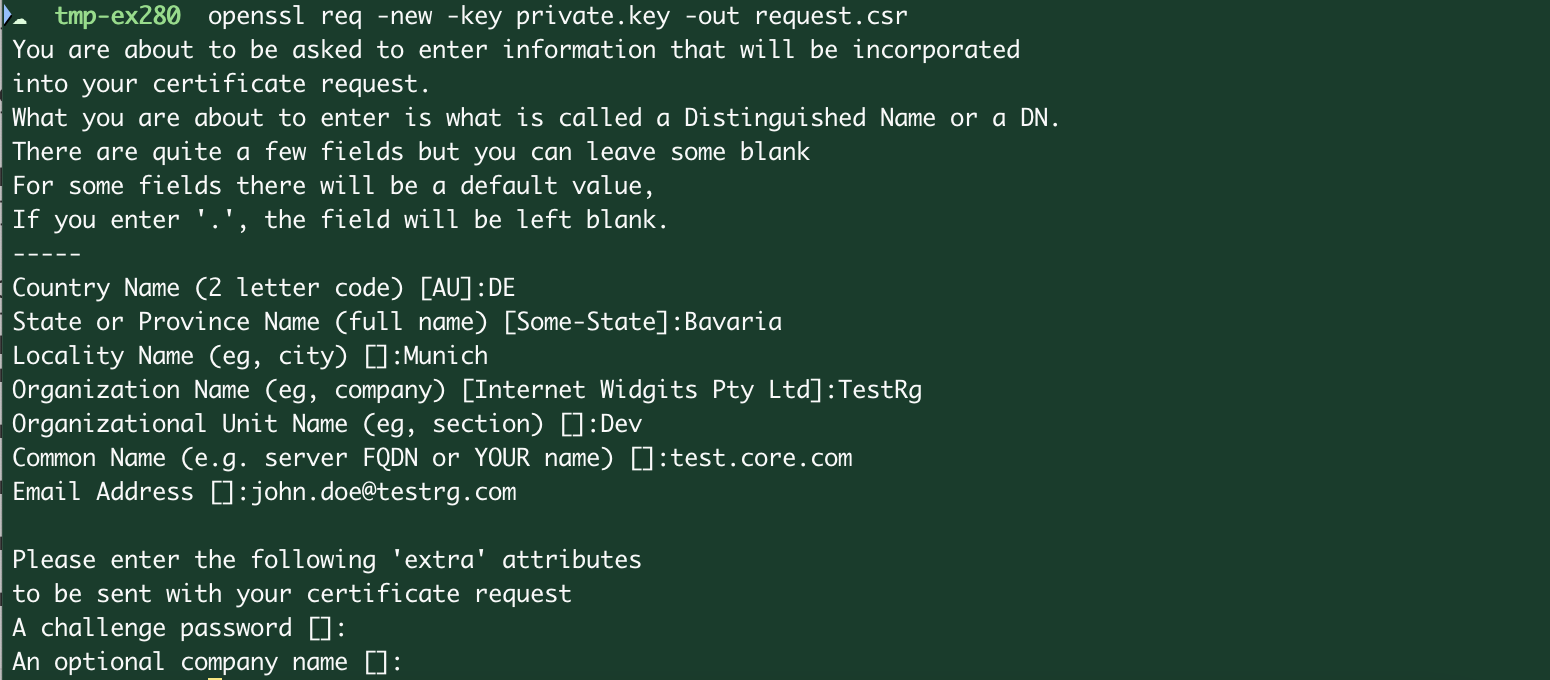 tmp-ex280 openssl req -new -key private.key -out request.csr
You are about to be asked to enter information that will be incorporated
into your certificate request.
What you are about to enter is what is called a Distinguished Name or a DN.
There are quite a few fields but you can leave some blank
For some fields there will be a default value,
If you enter '.', the field will be left blank.
-----
Country Name (2 letter code) [AU]:DE
State or Province Name (full name) [Some-State]:Bavaria
Locality Name (eg, city) []:Munich
Organization Name (eg, company) [Internet Widgits Pty Ltd]:TestRg
Organizational Unit Name (eg, section) []:Dev
Common Name (e.g. server FQDN or YOUR name) []:test.core.com
Email Address []:john.doe@testrg.com
Please enter the following 'extra' attributes
to be sent with your certificate request
A challenge password []:
An optional company name []: